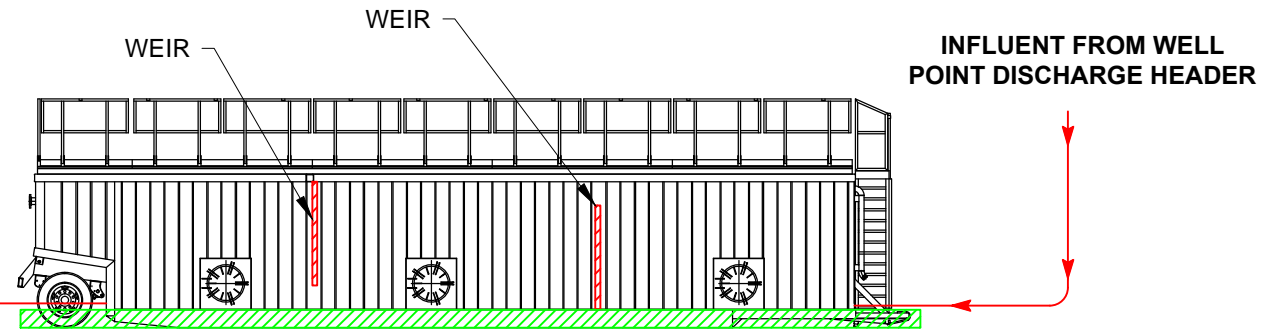 WEIR
WEIR
INFLUENT FROM WELL
POINT DISCHARGE HEADER